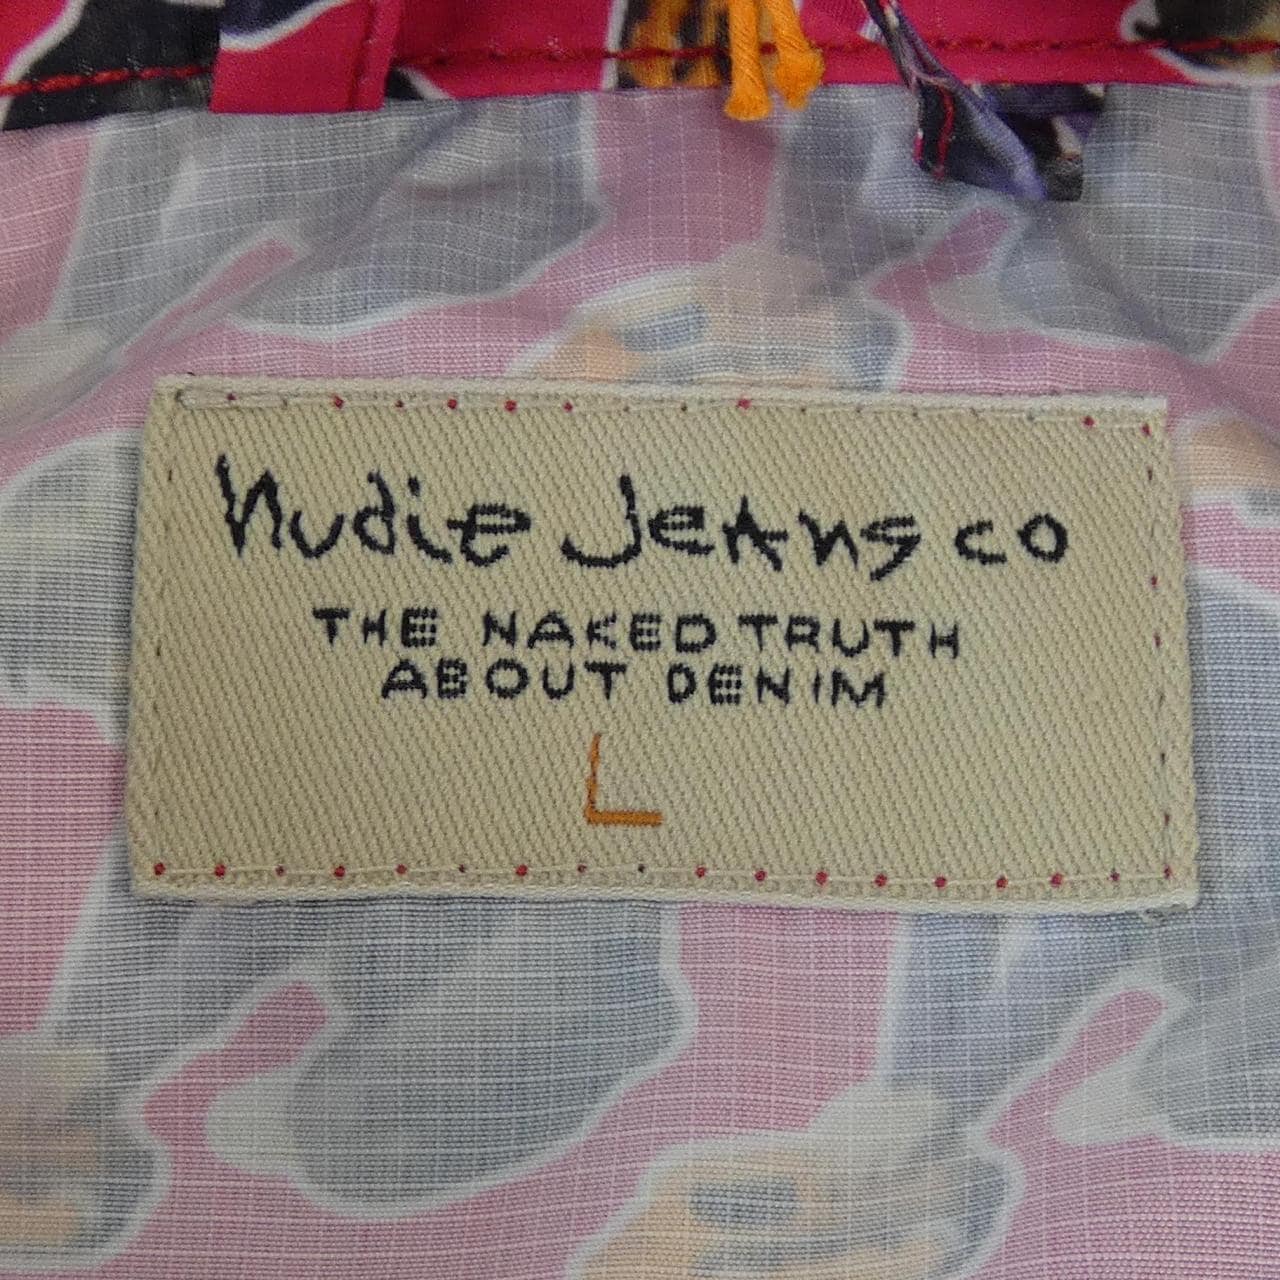 Nudie Jeans co
THE NAKED TRUTH
ABOUT DENIM
L